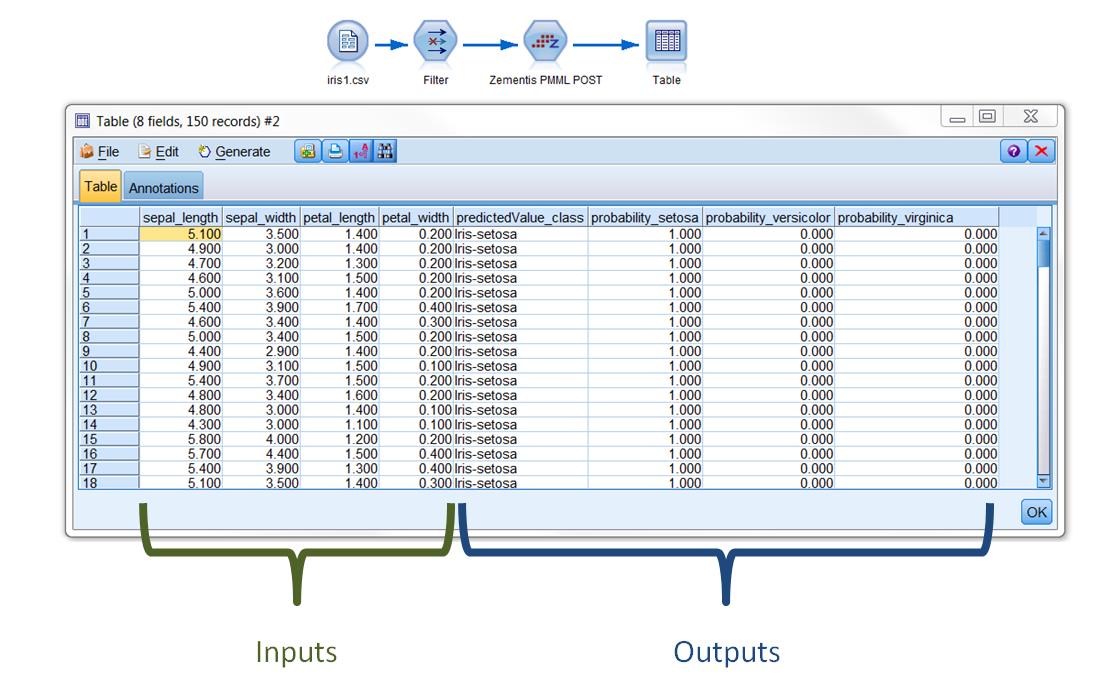 iris1.csv Filter Zementis PMML POST Table
Table (8 fields, 150 records) #2
File Edit Generate
Table Annotations
sepal_length sepal_width petal_length petal_width predictedValue_class probability_setosa probability_versicolor probability_virginica
1 5.100 3.500 1.400 0.200 Iris-setosa 1.000 0.000 0.000
2 4.900 3.000 1.400 0.200 Iris-setosa 1.000 0.000 0.000
3 4.700 3.200 1.300 0.200 Iris-setosa 1.000 0.000 0.000
4 4.600 3.100 1.500 0.200 Iris-setosa 1.000 0.000 0.000
5 5.000 3.600 1.400 0.200 Iris-setosa 1.000 0.000 0.000
6 5.400 3.900 1.700 0.400 Iris-setosa 1.000 0.000 0.000
7 4.600 3.400 1.400 0.300 Iris-setosa 1.000 0.000 0.000
8 5.000 3.400 1.500 0.200 Iris-setosa 1.000 0.000 0.000
9 4.400 2.900 1.400 0.200 Iris-setosa 1.000 0.000 0.000
10 4.900 3.100 1.500 0.100 Iris-setosa 1.000 0.000 0.000
11 5.400 3.700 1.500 0.200 Iris-setosa 1.000 0.000 0.000
12 4.800 3.400 1.600 0.200 Iris-setosa 1.000 0.000 0.000
13 4.800 3.000 1.400 0.100 Iris-setosa 1.000 0.000 0.000
14 4.300 3.000 1.100 0.100 Iris-setosa 1.000 0.000 0.000
15 5.800 4.000 1.200 0.200 Iris-setosa 1.000 0.000 0.000
16 5.700 4.400 1.500 0.400 Iris-setosa 1.000 0.000 0.000
17 5.400 3.900 1.300 0.400 Iris-setosa 1.000 0.000 0.000
18 5.100 3.500 1.400 0.300 Iris-setosa 1.000 0.000 0.000
OK
Inputs Outputs